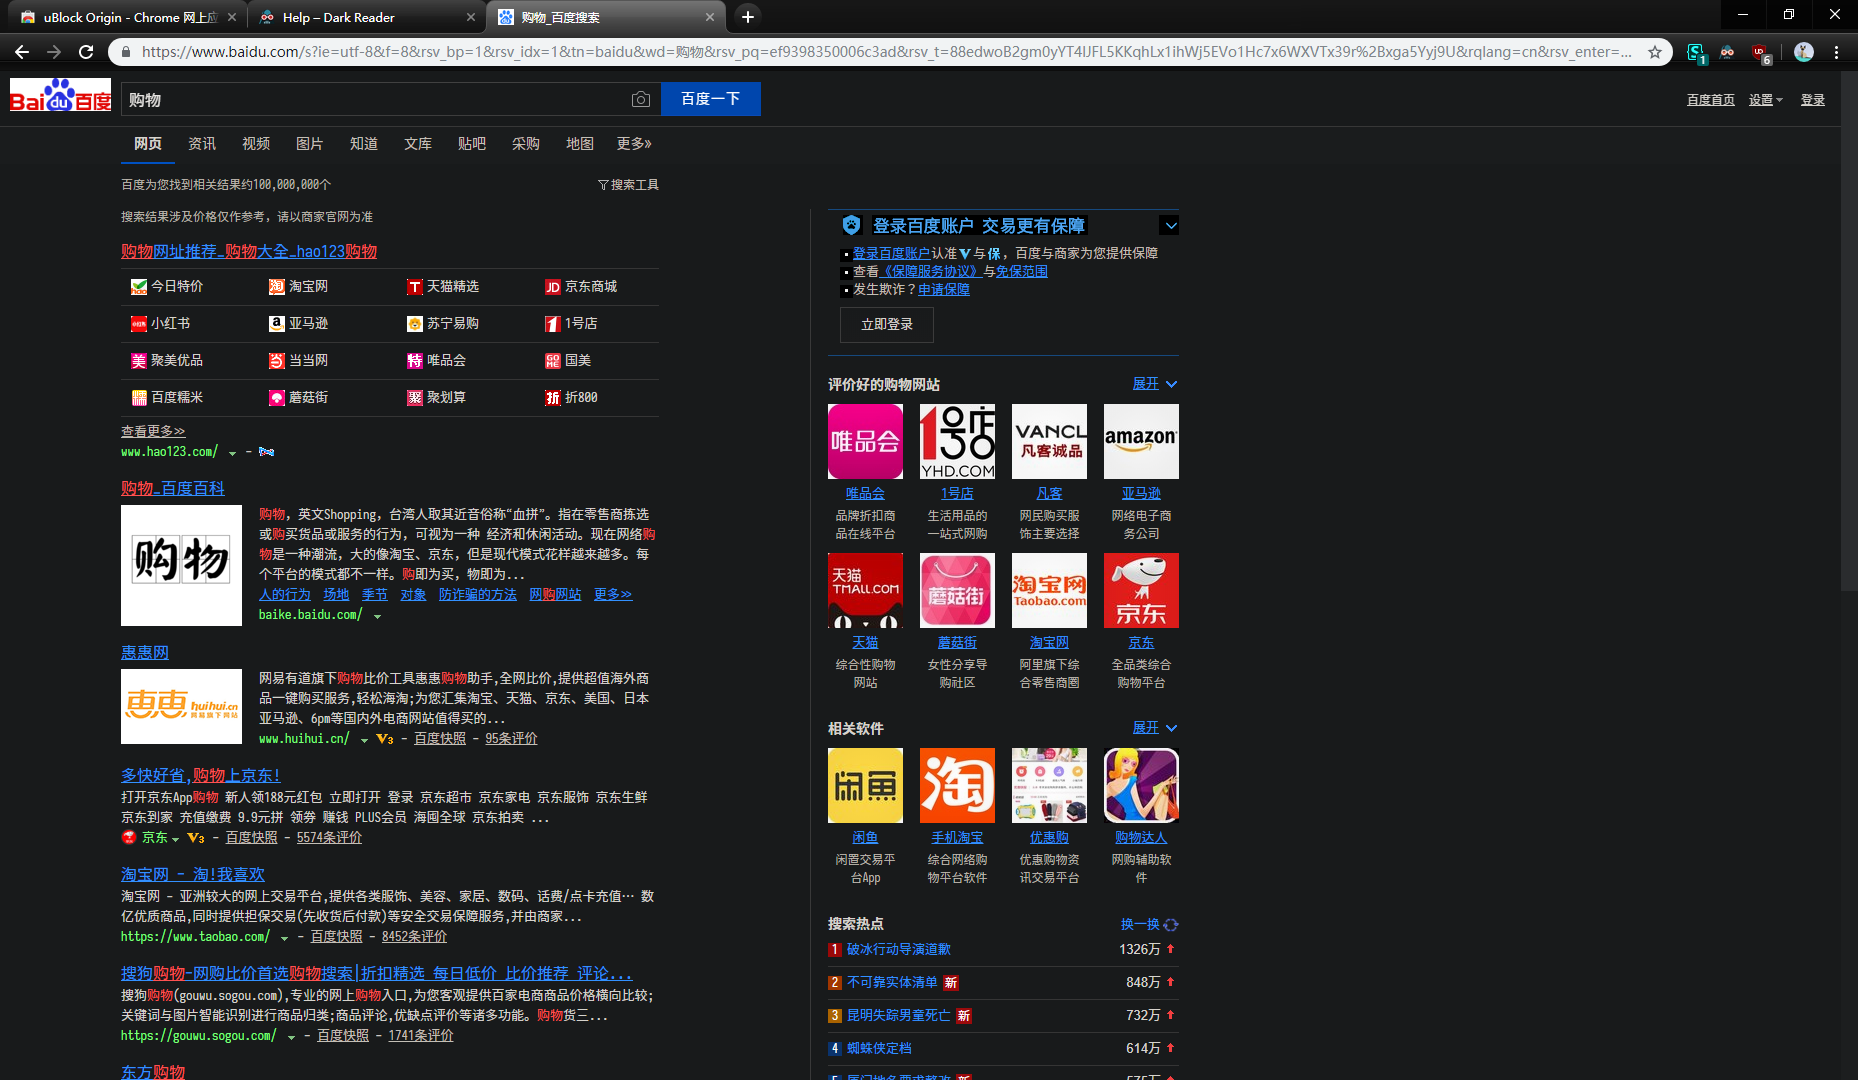 uBlock Origin - Chrome 网上应
Help – Dark Reader
购物_百度搜索
https://www.baidu.com/s?ie=utf-8&f=8&rsv_bp=1&rsv_idx=1&tn=baidu&wd=购物&rsv_pq=ef9398350006c3ad&rsv_t=88edwoB2gm0yYT4lJFL5KKqhLx1ihWj5EVo1Hc7x6WXVTx39r%2Bxga5Yyj9U&rqlang=cn&rsv_enter=...
1
6
Bai du 百度
购物
百度一下
百度首页 设置 登录
网页 资讯 视频 图片 知道 文库 贴吧 采购 地图 更多»
百度为您找到相关结果约100,000,000个
搜索工具
搜索结果涉及价格仅作参考，请以商家官网为准
购物网址推荐_购物大全_hao123购物
今日特价 淘宝网 天猫精选 京东商城
小红书 亚马逊 苏宁易购 1号店
聚美优品 当当网 唯品会 国美
百度糯米 蘑菇街 聚划算 折800
查看更多>>
www.hao123.com/ -
购物_百度百科
购物
购物，英文Shopping，台湾人取其近音俗称“血拼”。指在零售商拣选
或购买货品或服务的行为，可视为一种 经济和休闲活动。现在网络购
物是一种潮流，大的像淘宝、京东，但是现代模式花样越来越多。每
个平台的模式都不一样。购即为买，物即为...
人的行为 场地 季节 对象 防诈骗的方法 网购网站 更多>>
baike.baidu.com/
惠惠网
惠惠 huihui.cn
网易旗下网站
网易有道旗下购物比价工具惠惠购物助手,全网比价,提供超值海外商
品一键购买服务,轻松海淘;为您汇集淘宝、天猫、京东、美国、日本
亚马逊、6pm等国内外电商网站值得买的...
www.huihui.cn/ V3 - 百度快照 - 95条评价
多快好省,购物上京东!
打开京东App购物 新人领188元红包 立即打开 登录 京东超市 京东家电 京东服饰 京东生鲜
京东到家 充值缴费 9.9元拼 领券 赚钱 PLUS会员 海囤全球 京东拍卖 ...
京东 V3 - 百度快照 - 5574条评价
淘宝网 - 淘!我喜欢
淘宝网 - 亚洲较大的网上交易平台,提供各类服饰、美容、家居、数码、话费/点卡充值… 数
亿优质商品,同时提供担保交易(先收货后付款)等安全交易保障服务,并由商家...
https://www.taobao.com/ - 百度快照 - 8452条评价
搜狗购物-网购比价首选购物搜索|折扣精选 每日低价 比价推荐 评论...
搜狗购物(gouwu.sogou.com),专业的网上购物入口,为您客观提供百家电商商品价格横向比较;
关键词与图片智能识别进行商品归类;商品评论,优缺点评价等诸多功能。购物货三...
https://gouwu.sogou.com/ - 百度快照 - 1741条评价
东方购物
登录百度账户 交易更有保障
登录百度账户认准V与保，百度与商家为您提供保障
查看《保障服务协议》与免保范围
发生欺诈？申请保障
立即登录
评价好的购物网站 展开
唯品会 1号店 YHD.COM VANCL 凡客诚品 amazon
唯品会 1号店 凡客 亚马逊
品牌折扣商 生活用品的 网民购买服 网络电子商
品在线平台 一站式网购 饰主要选择 务公司
天猫 TMALL.COM 蘑菇街 淘宝网 Taobao.com 京东
天猫 蘑菇街 淘宝网 京东
综合性购物 女性分享导 阿里旗下综 全品类综合
网站 购社区 合零售商圈 购物平台
相关软件 展开
闲鱼 淘
闲鱼 手机淘宝 优惠购 购物达人
闲置交易平 综合网络购 优惠购物资 网购辅助软
台App 物平台软件 讯交易平台 件
搜索热点 换一换
1 破冰行动导演道歉 1326万
2 不可靠实体清单 新 848万
3 昆明失踪男童死亡 新 732万
4 蜘蛛侠定档 614万